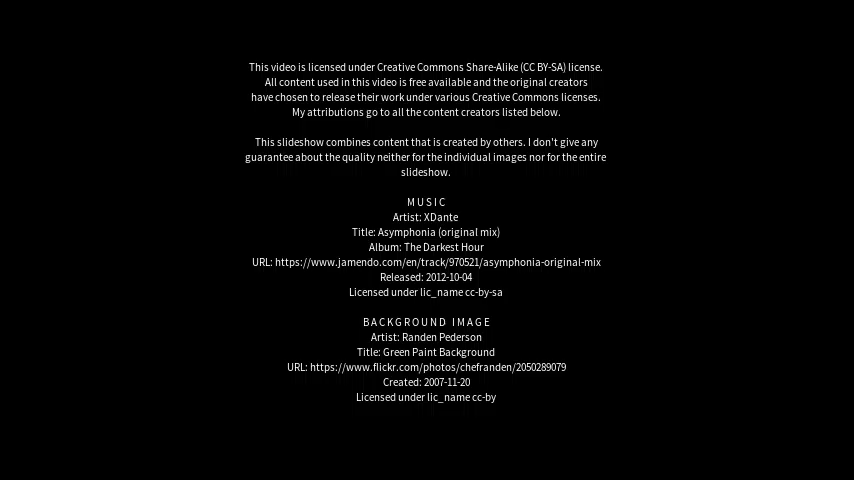 This video is licensed under Creative Commons Share-Alike (CC BY-SA) license.
All content used in this video is free available and the original creators
have chosen to release their work under various Creative Commons licenses.
My attributions go to all the content creators listed below.
This slideshow combines content that is created by others. I don't give any
guarantee about the quality neither for the individual images nor for the entire
slideshow.
MUSIC
Artist: XDante
Title: Asymphonia (original mix)
Album: The Darkest Hour
URL: https://www.jamendo.com/en/track/970521/asymphonia-original-mix
Released: 2012-10-04
Licensed under lic_name cc-by-sa
BACKGROUND IMAGE
Artist: Randen Pederson
Title: Green Paint Background
URL: https://www.flickr.com/photos/chefranden/2050289079
Created: 2007-11-20
Licensed under lic_name cc-by